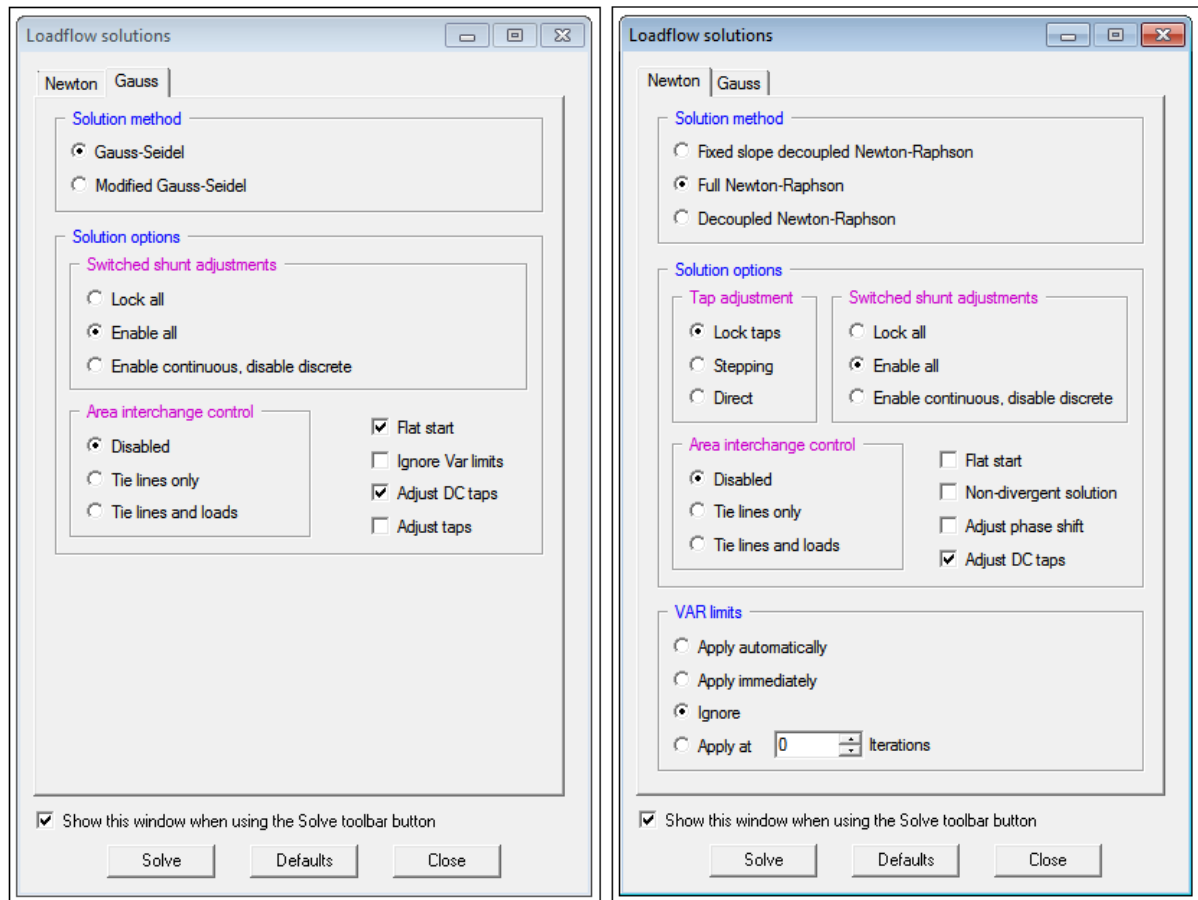 Loadflow solutions
Newton Gauss
Solution method
Gauss-Seidel
Modified Gauss-Seidel
Solution options
Switched shunt adjustments
Lock all
Enable all
Enable continuous, disable discrete
Area interchange control
Disabled
Tie lines only
Tie lines and loads
Flat start
Ignore Var limits
Adjust DC taps
Adjust taps
Show this window when using the Solve toolbar button
Solve Defaults Close
Loadflow solutions
Newton Gauss
Solution method
Fixed slope decoupled Newton-Raphson
Full Newton-Raphson
Decoupled Newton-Raphson
Solution options
Tap adjustment
Lock taps
Stepping
Direct
Switched shunt adjustments
Lock all
Enable all
Enable continuous, disable discrete
Area interchange control
Disabled
Tie lines only
Tie lines and loads
Flat start
Non-divergent solution
Adjust phase shift
Adjust DC taps
VAR limits
Apply automatically
Apply immediately
Ignore
Apply at 0 Iterations
Show this window when using the Solve toolbar button
Solve Defaults Close